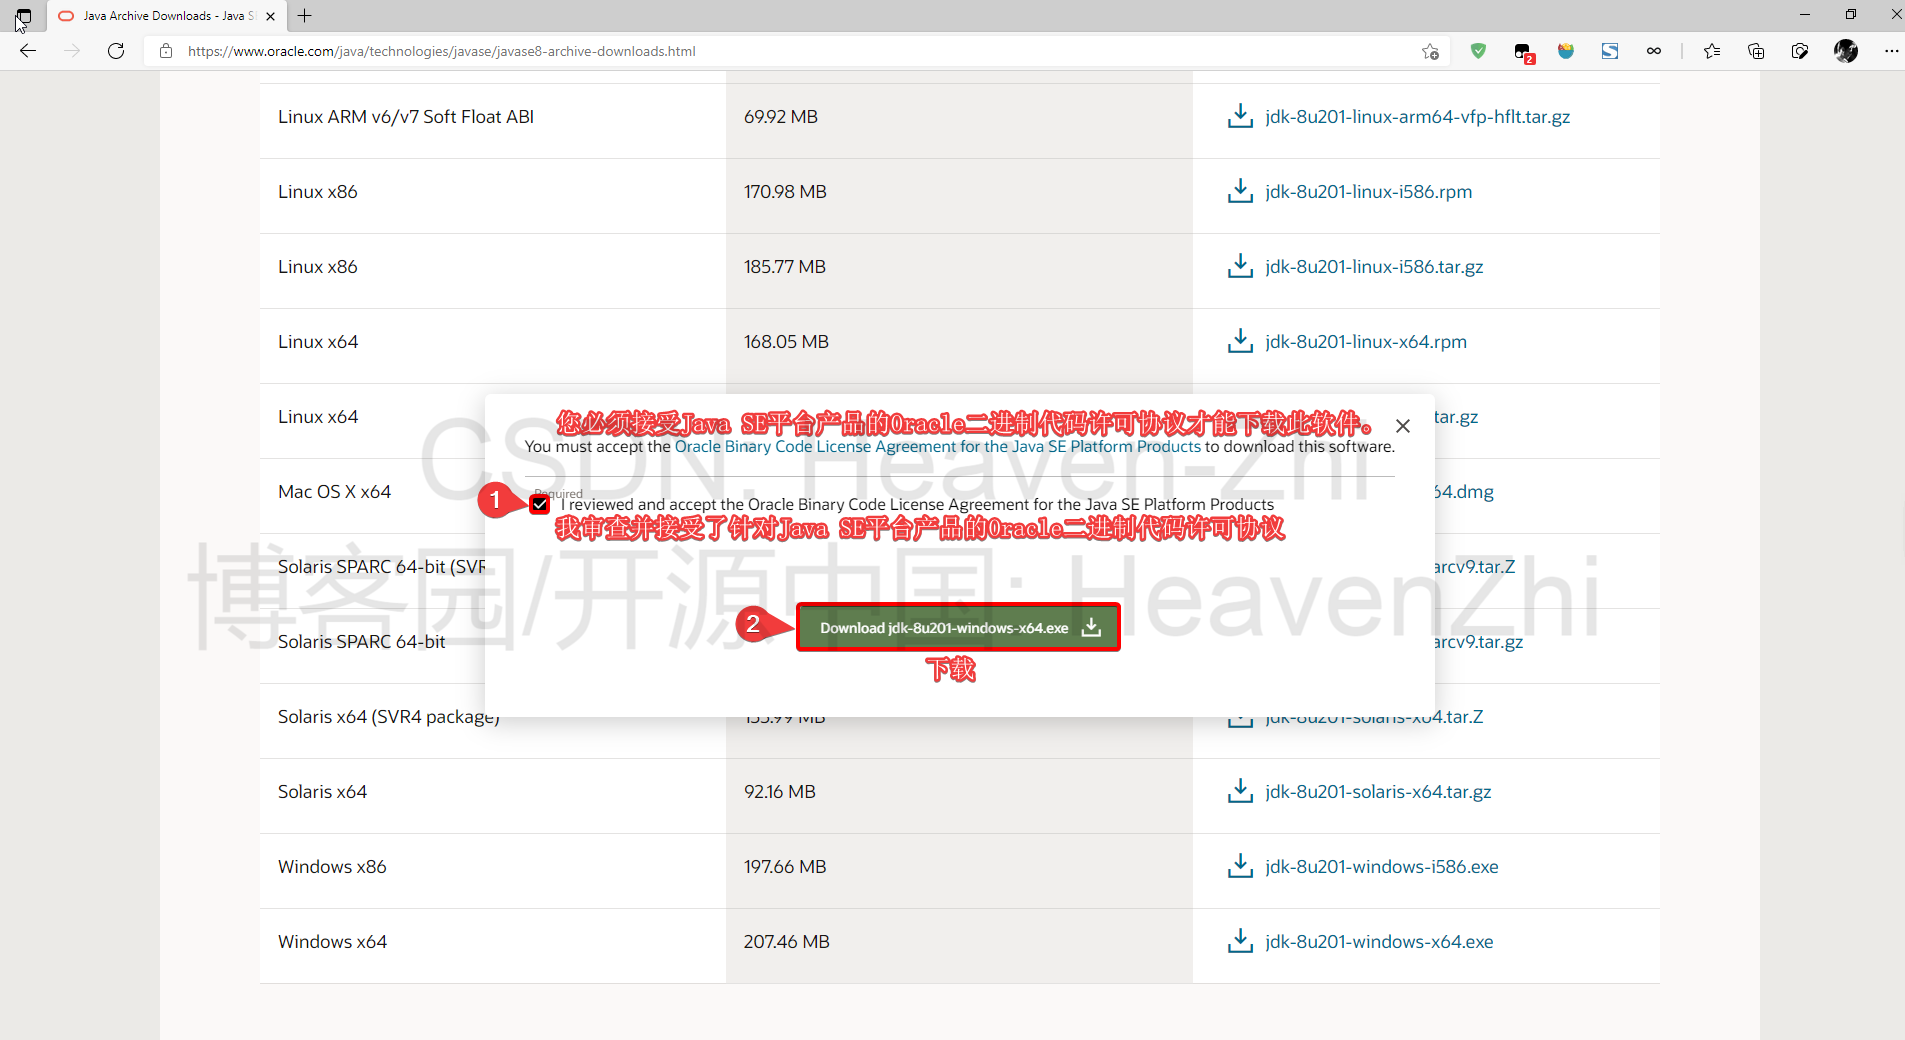 Java Archive Downloads - Java S
https://www.oracle.com/java/technologies/javase/javase8-archive-downloads.html
2
Linux ARM v6/v7 Soft Float ABI 69.92 MB jdk-8u201-linux-arm64-vfp-hflt.tar.gz
Linux x86 170.98 MB jdk-8u201-linux-i586.rpm
Linux x86 185.77 MB jdk-8u201-linux-i586.tar.gz
Linux x64 168.05 MB jdk-8u201-linux-x64.rpm
Linux x64 tar.gz
您必须接受Java SE平台产品的Oracle二进制代码许可协议才能下载此软件。
You must accept the Oracle Binary Code License Agreement for the Java SE Platform Products to download this software.
CSDN: Heaven-Zhi
Mac OS X x64 64.dmg
Required
1
I reviewed and accept the Oracle Binary Code License Agreement for the Java SE Platform Products
我审查并接受了针对Java SE平台产品的Oracle二进制代码许可协议
Solaris SPARC 64-bit (SVR arcv9.tar.Z
博客园/开源中国: HeavenZhi
2
Download jdk-8u201-windows-x64.exe
Solaris SPARC 64-bit arcv9.tar.gz
下载
Solaris x64 (SVR4 package) 133.99 MB jdk-8u201-solaris-x64.tar.Z
Solaris x64 92.16 MB jdk-8u201-solaris-x64.tar.gz
Windows x86 197.66 MB jdk-8u201-windows-i586.exe
Windows x64 207.46 MB jdk-8u201-windows-x64.exe